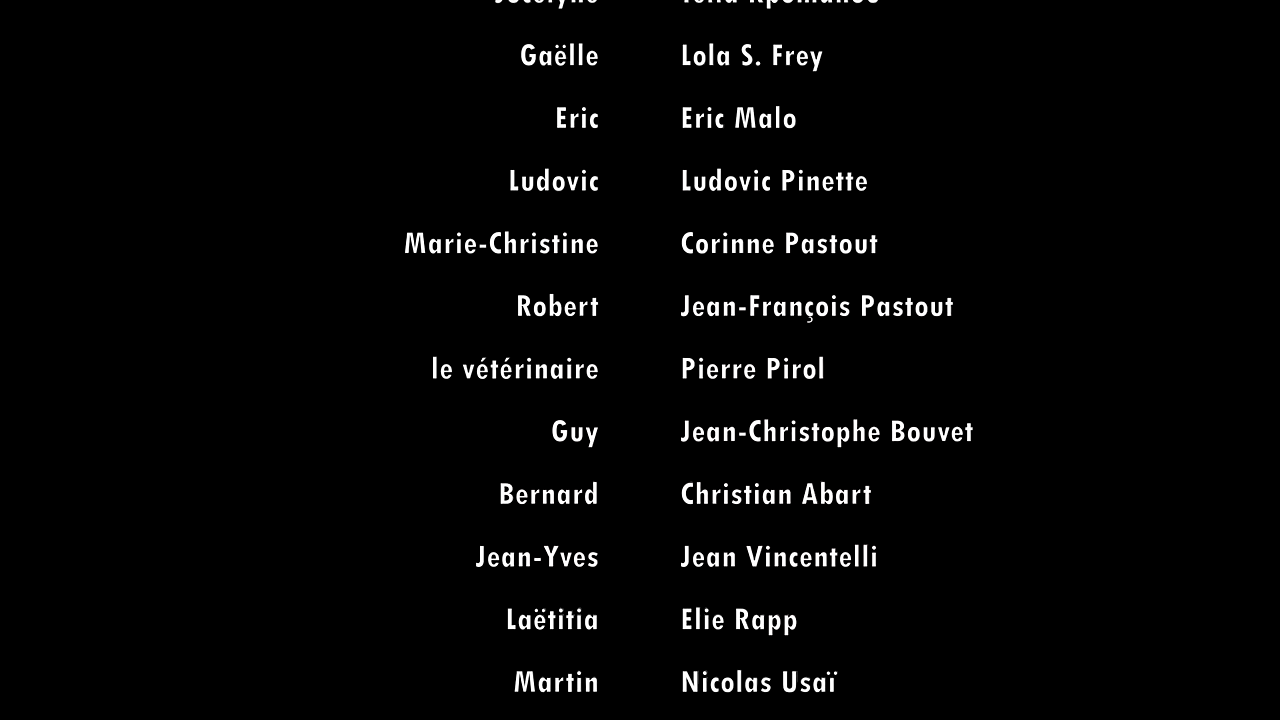 Gaëlle Lola S. Frey
Eric Eric Malo
Ludovic Ludovic Pinette
Marie-Christine Corinne Pastout
Robert Jean-François Pastout
le vétérinaire Pierre Pirol
Guy Jean-Christophe Bouvet
Bernard Christian Abart
Jean-Yves Jean Vincentelli
Laëtitia Elie Rapp
Martin Nicolas Usaï